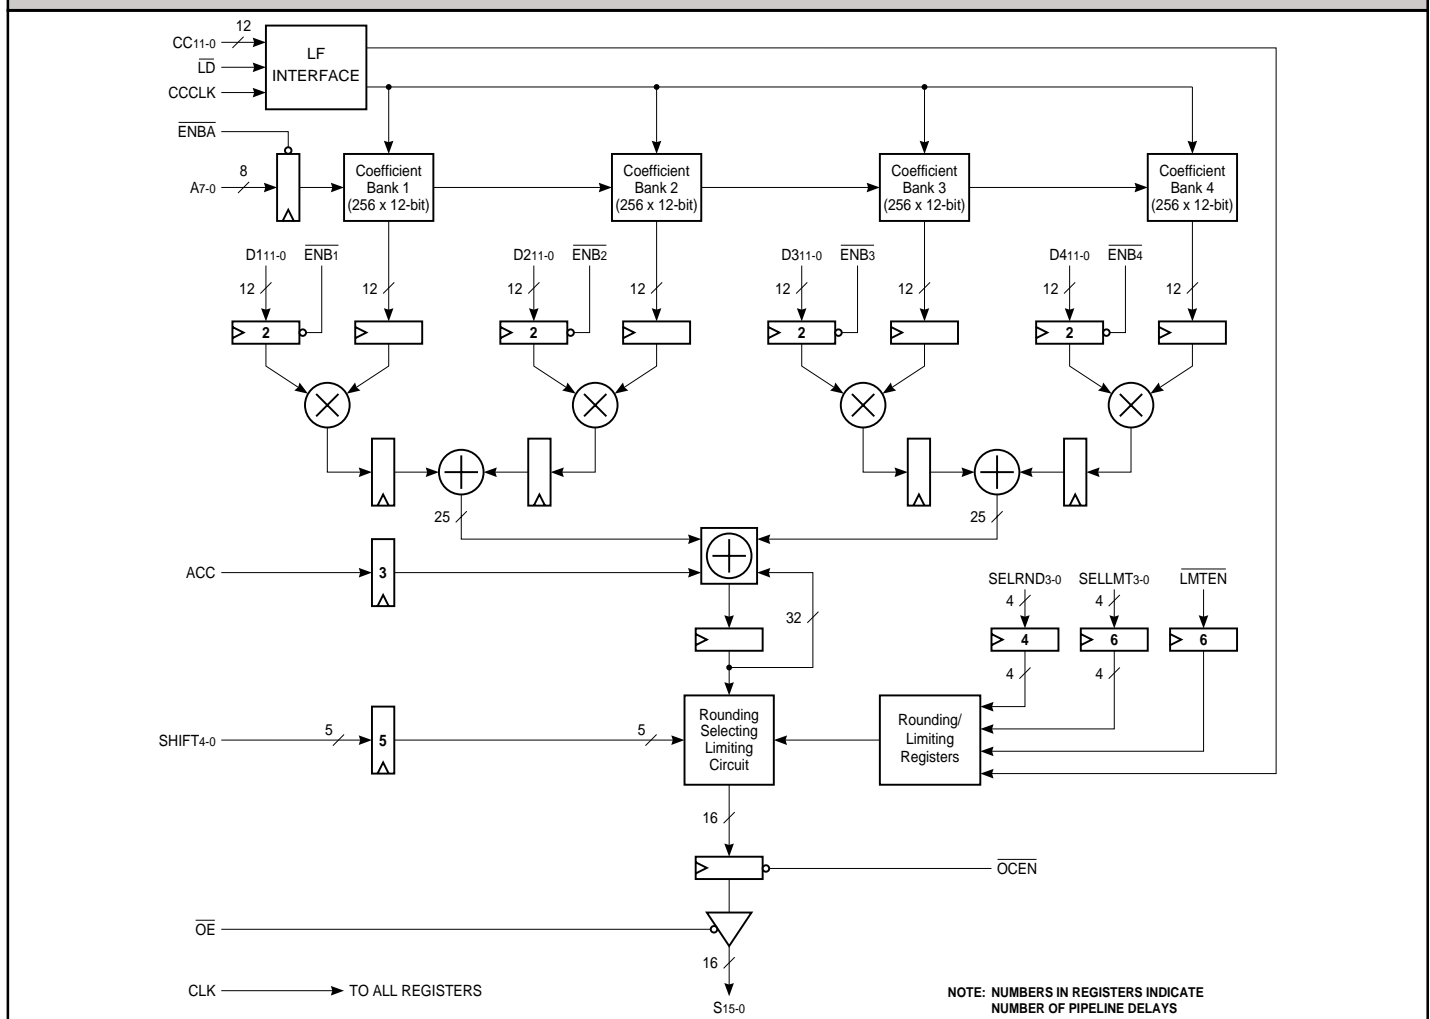 12
CC11-0
LD
CCCLK
LF
INTERFACE
ENBA
8
A7-0
Coefficient
Bank 1
(256 x 12-bit)
Coefficient
Bank 2
(256 x 12-bit)
Coefficient
Bank 3
(256 x 12-bit)
Coefficient
Bank 4
(256 x 12-bit)
D111-0
ENB1
D211-0
ENB2
D311-0
ENB3
D411-0
ENB4
12
12
12
12
12
12
12
12
2
2
2
2
25
25
ACC
3
32
SELRND3-0
SELLMT3-0
LMTEN
4
4
4
6
6
4
4
SHIFT4-0
5
5
5
Rounding
Selecting
Limiting
Circuit
Rounding/
Limiting
Registers
16
OCEN
OE
16
CLK
TO ALL REGISTERS
S15-0
NOTE: NUMBERS IN REGISTERS INDICATE
NUMBER OF PIPELINE DELAYS